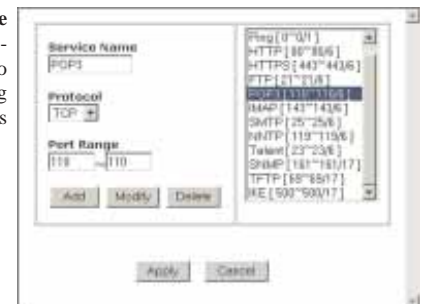 e
-
o
g
s
Service Name
POP3
Protocol
TCP
Port Range
110 ~ 110
Add Modify Delete
Ping [0~0/1]
HTTP [80~80/6]
HTTPS [443~443/6]
FTP [21~21/6]
POP3 [110~110/6]
IMAP [143~143/6]
SMTP [25~25/6]
NNTP [119~119/6]
Telnet [23~23/6]
SNMP [161~161/17]
TFTP [69~69/17]
IKE [500~500/17]
Apply Cancel